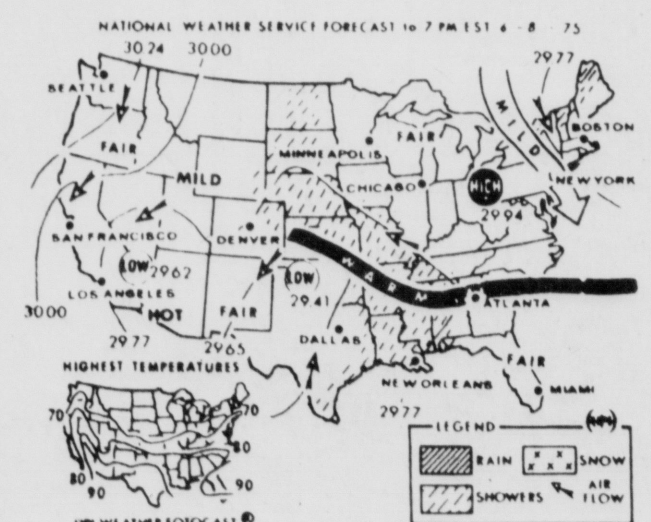 NATIONAL WEATHER SERVICE FORECAST to 7 PM EST 6 - 8 - 75
30.24
30.00
29.77
SEATTLE
BOSTON
MILD
FAIR
FAIR
MINNEAPOLIS
MILD
CHICAGO
HIGH
NEW YORK
29.94
SAN FRANCISCO
DENVER
LOW
29.62
LOW
WARM
29.41
LOS ANGELES
ATLANTA
30.00
HOT
FAIR
29.77
29.65
DALLAS
FAIR
HIGHEST TEMPERATURES
NEW ORLEANS
MIAMI
29.77
70
70
80
80
90
90
LEGEND
RAIN
SNOW
SHOWERS
AIR
FLOW
UPI WEATHER FOTOCAST ®